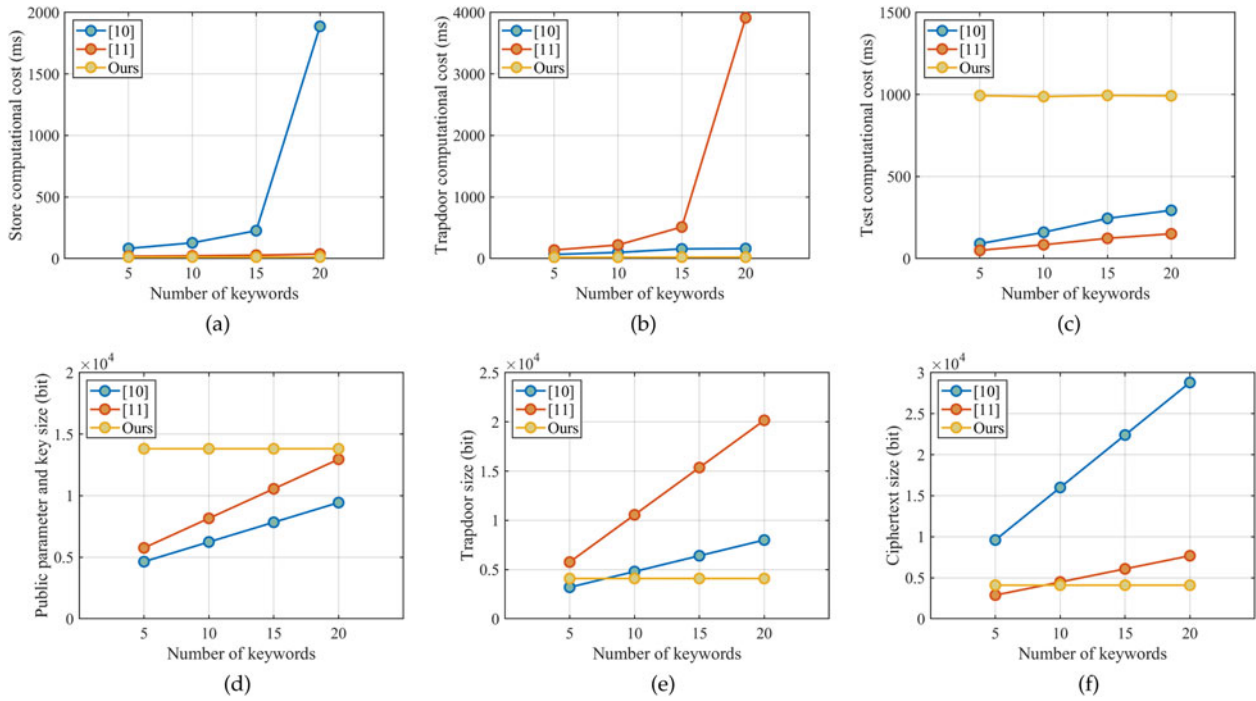 Store computational cost (ms)
2000
1500
1000
500
0
[10]
[11]
Ours
5 10 15 20
Number of keywords
(a)
Trapdoor computational cost (ms)
4000
3000
2000
1000
0
[10]
[11]
Ours
5 10 15 20
Number of keywords
(b)
Test computational cost (ms)
1500
1000
500
0
[10]
[11]
Ours
5 10 15 20
Number of keywords
(c)
Public parameter and key size (bit)
×10⁴
2
1.5
1
0.5
0
[10]
[11]
Ours
5 10 15 20
Number of keywords
(d)
Trapdoor size (bit)
×10⁴
2.5
2
1.5
1
0.5
0
[10]
[11]
Ours
5 10 15 20
Number of keywords
(e)
Ciphertext size (bit)
×10⁴
3
2.5
2
1.5
1
0.5
0
[10]
[11]
Ours
5 10 15 20
Number of keywords
(f)